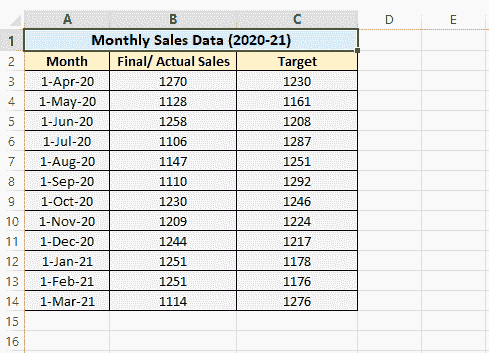 A B C D E
1 Monthly Sales Data (2020-21)
2 Month Final/ Actual Sales Target
3 1-Apr-20 1270 1230
4 1-May-20 1128 1161
5 1-Jun-20 1258 1208
6 1-Jul-20 1106 1287
7 1-Aug-20 1147 1251
8 1-Sep-20 1110 1292
9 1-Oct-20 1230 1246
10 1-Nov-20 1209 1224
11 1-Dec-20 1244 1217
12 1-Jan-21 1251 1178
13 1-Feb-21 1251 1176
14 1-Mar-21 1114 1276
15
16